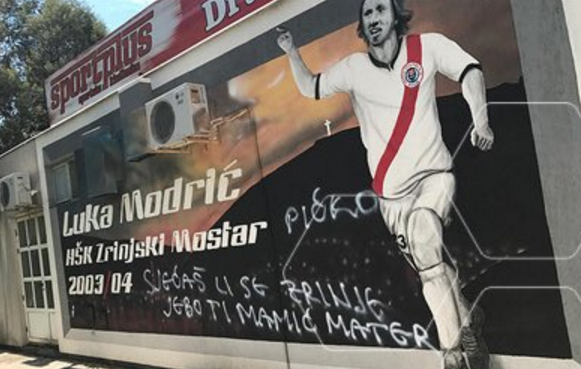 sportplus
Luka Modrić
HŠK Zrinjski Mostar
2003/04
PIČKO
SJEĆAŠ LI SE ZRINJE
JEBO TI MAMIĆ MATER